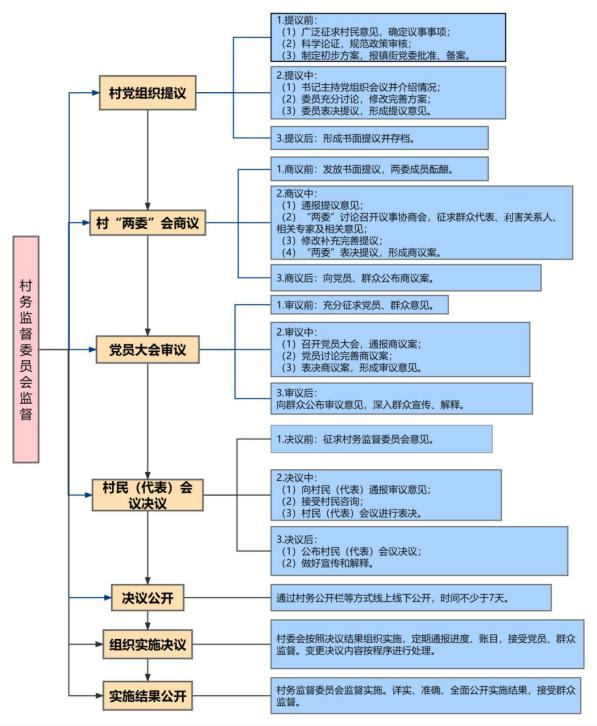 村务监督委员会监督
村党组织提议
1.提议前：
（1）广泛征求村民意见，确定议事事项；
（2）科学论证，规范政策审核；
（3）制定初步方案，报镇街党委批准、备案。
2.提议中：
（1）书记主持党组织会议并介绍情况；
（2）委员充分讨论，修改完善方案；
（3）委员表决提议，形成提议意见。
3.提议后：形成书面提议并存档。
村“两委”会商议
1.商议前：发放书面提议，两委成员酝酿。
2.商议中：
（1）通报提议意见；
（2）“两委”讨论召开议事协商会，征求群众代表、利害关系人、
相关专家及相关意见；
（3）修改补充完善提议；
（4）“两委”表决提议，形成商议案。
3.商议后：向党员、群众公布商议案。
党员大会审议
1.审议前：充分征求党员、群众意见。
2.审议中：
（1）召开党员大会，通报商议案；
（2）党员讨论完善商议案；
（3）表决商议案，形成审议意见。
3.审议后：
向群众公布审议意见，深入群众宣传、解释。
村民（代表）会
议决议
1.决议前：征求村务监督委员会意见。
2.决议中：
（1）向村民（代表）通报审议意见；
（2）接受村民咨询；
（3）村民（代表）会议进行表决。
3.决议后：
（1）公布村民（代表）会议决议；
（2）做好宣传和解释。
决议公开
通过村务公开栏等方式线上线下公开，时间不少于7天。
组织实施决议
村委会按照决议结果组织实施，定期通报进度、账目，接受党员、群众
监督。变更决议内容按程序进行处理。
实施结果公开
村务监督委员会监督实施。详实、准确、全面公开实施结果，接受群众
监督。